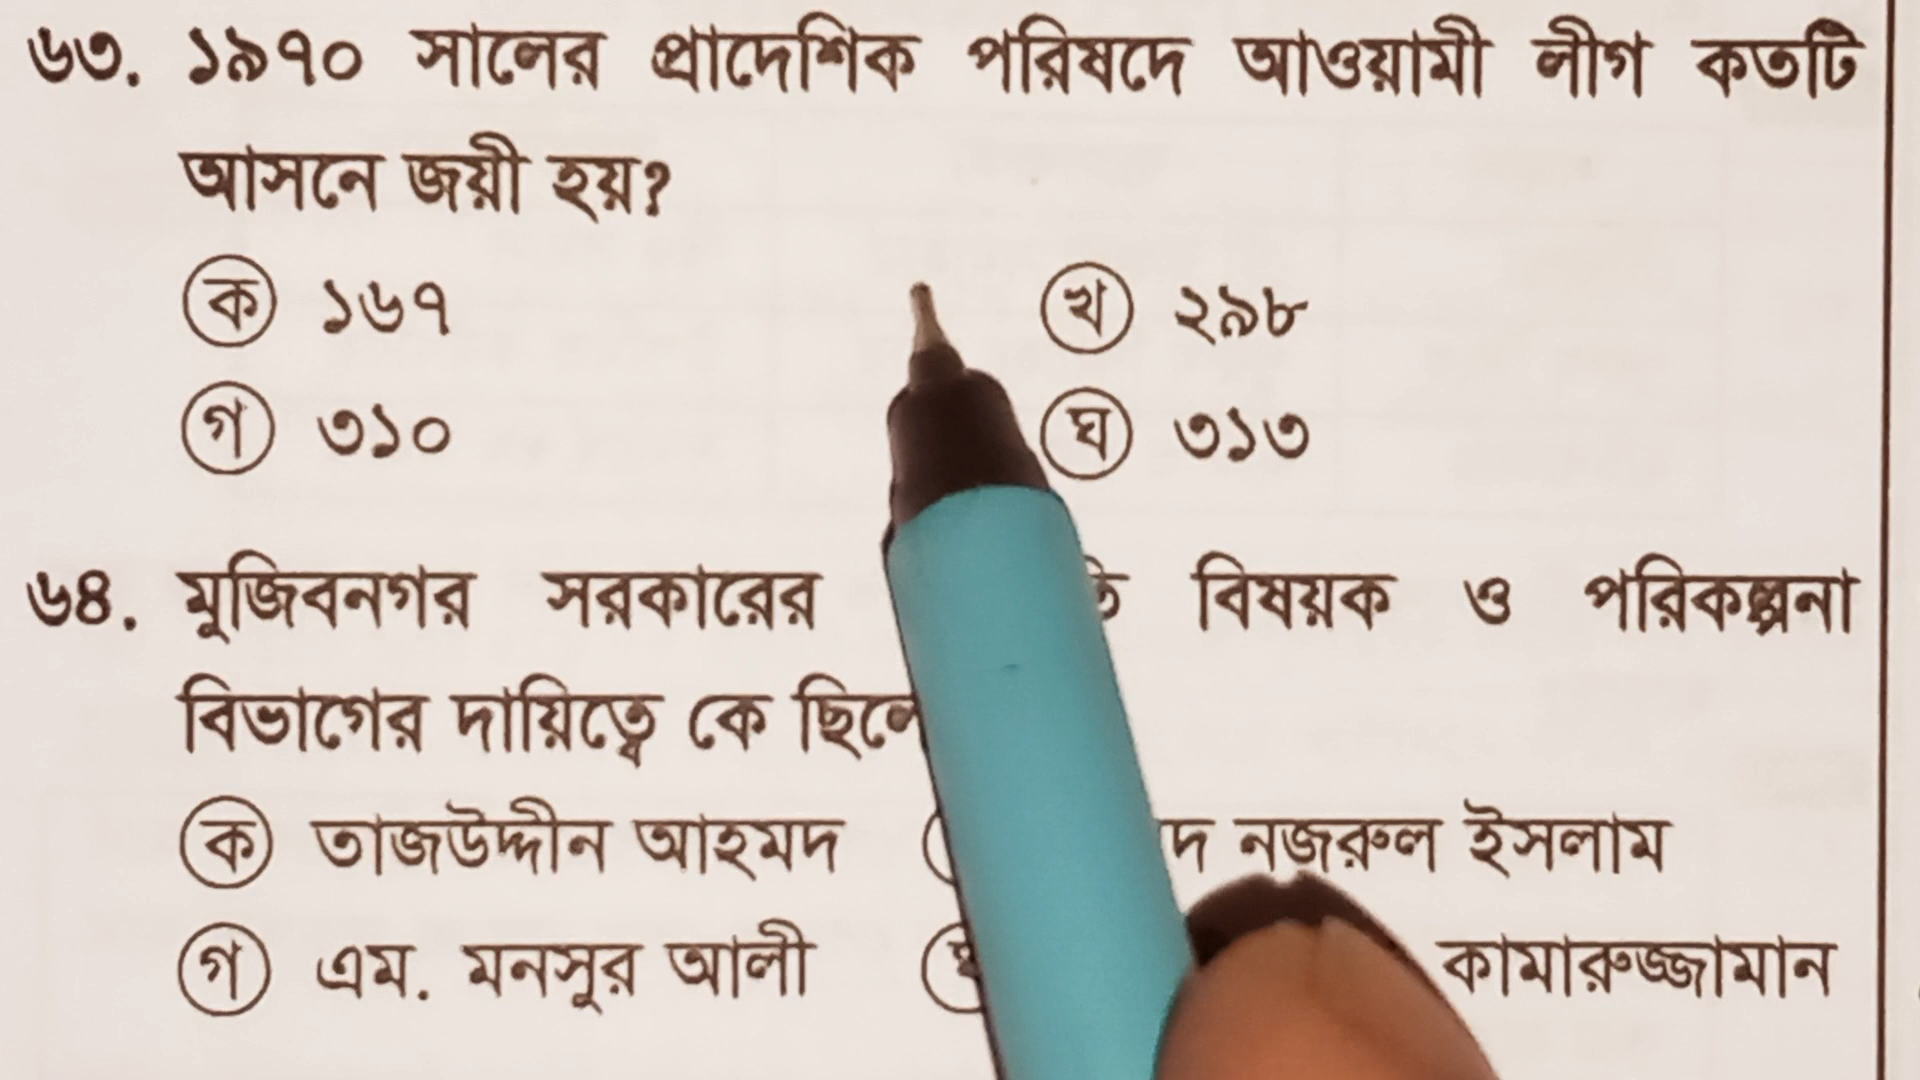 ৬৩. ১৯৭০ সালের প্রাদেশিক পরিষদে আওয়ামী লীগ কতটি
আসনে জয়ী হয়?
ক ১৬৭ খ ২৯৮
গ ৩১০ ঘ ৩১৩
৬৪. মুজিবনগর সরকারের বিষয়ক ও পরিকল্পনা
বিভাগের দায়িত্বে কে
ক তাজউদ্দীন আহমদ নজরুল ইসলাম
গ এম. মনসুর আলী ঘ কামারুজ্জামান